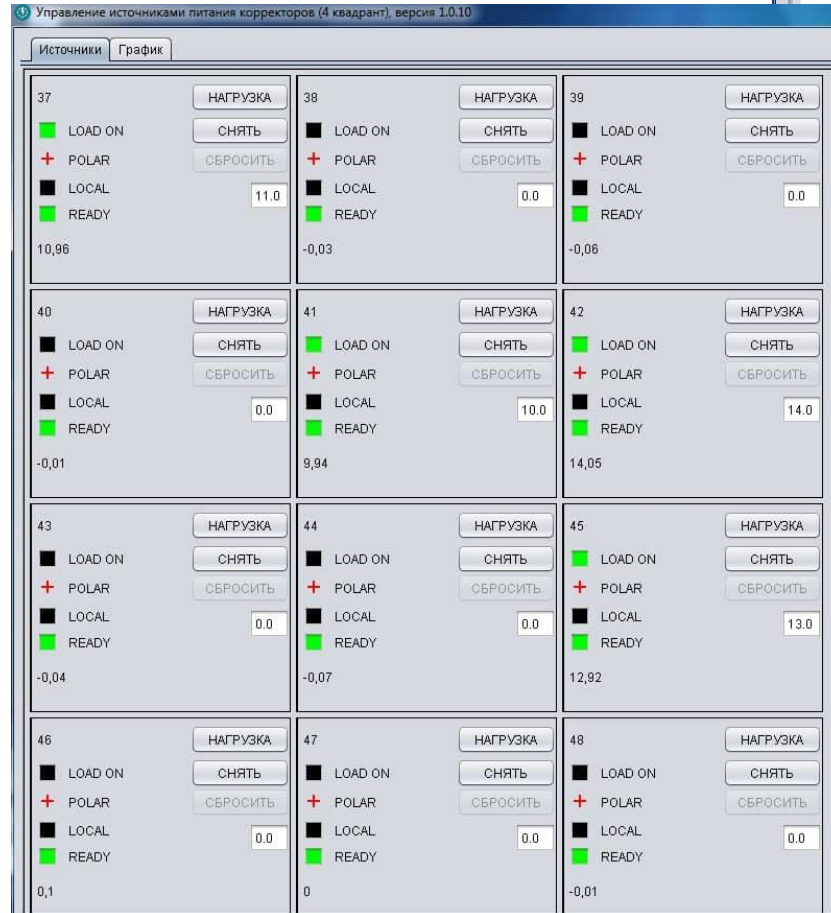 Управление источниками питания корректоров (4 квадрант), версия 1.0.10
Источники График
37 НАГРУЗКА
LOAD ON СНЯТЬ
POLAR СБРОСИТЬ
LOCAL 11.0
READY
10,96
38 НАГРУЗКА
LOAD ON СНЯТЬ
POLAR СБРОСИТЬ
LOCAL 0.0
READY
-0,03
39 НАГРУЗКА
LOAD ON СНЯТЬ
POLAR СБРОСИТЬ
LOCAL 0.0
READY
-0,06
40 НАГРУЗКА
LOAD ON СНЯТЬ
POLAR СБРОСИТЬ
LOCAL 0.0
READY
-0,01
41 НАГРУЗКА
LOAD ON СНЯТЬ
POLAR СБРОСИТЬ
LOCAL 10.0
READY
9,94
42 НАГРУЗКА
LOAD ON СНЯТЬ
POLAR СБРОСИТЬ
LOCAL 14.0
READY
14,05
43 НАГРУЗКА
LOAD ON СНЯТЬ
POLAR СБРОСИТЬ
LOCAL 0.0
READY
-0,04
44 НАГРУЗКА
LOAD ON СНЯТЬ
POLAR СБРОСИТЬ
LOCAL 0.0
READY
-0,07
45 НАГРУЗКА
LOAD ON СНЯТЬ
POLAR СБРОСИТЬ
LOCAL 13.0
READY
12,92
46 НАГРУЗКА
LOAD ON СНЯТЬ
POLAR СБРОСИТЬ
LOCAL 0.0
READY
0,1
47 НАГРУЗКА
LOAD ON СНЯТЬ
POLAR СБРОСИТЬ
LOCAL 0.0
READY
0
48 НАГРУЗКА
LOAD ON СНЯТЬ
POLAR СБРОСИТЬ
LOCAL 0.0
READY
-0,01